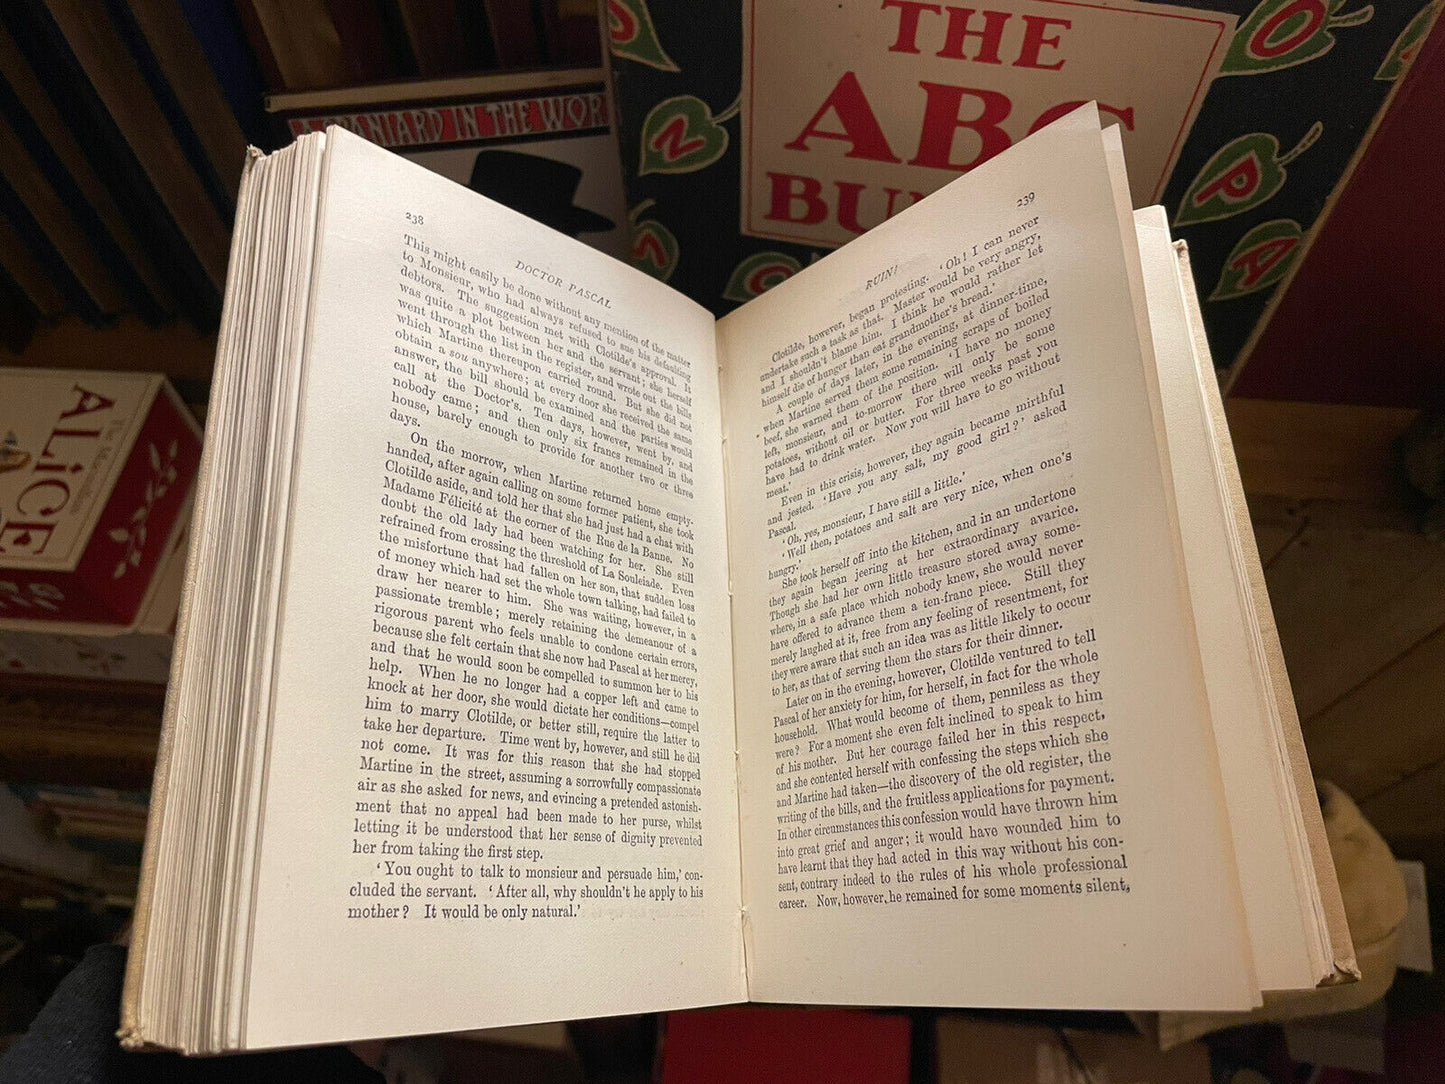 THE
ABC
BU
A SPANIARD IN THE WOR
ALICE
238
DOCTOR PASCAL
This might easily be done without any mention of the matter
to Monsieur, who had always refused to sue his defaulting
debtors. The suggestion met with Clotilde's approval. It
was quite a plot between her and the servant; she herself
went through the list in the register, and wrote out the bills
which Martine thereupon carried round. But she did not
obtain a sou anywhere; at every door she received the same
answer, the bill should be examined and the parties would
call at the Doctor's. Ten days, however, went by, and
nobody came; and then only six francs remained in the
house, barely enough to provide for another two or three
days.
On the morrow, when Martine returned home empty-
handed, after again calling on some former patient, she took
Clotilde aside, and told her that she had just had a chat with
Madame Félicité at the corner of the Rue de la Banne. No
doubt the old lady had been watching for her. She still
refrained from crossing the threshold of La Souleiade. Even
the misfortune that had fallen on her son, that sudden loss
of money which had set the whole town talking, had failed to
draw her nearer to him. She was waiting, however, in a
passionate tremble; merely retaining the demeanour of a
rigorous parent who feels unable to condone certain errors,
because she felt certain that she now had Pascal at her mercy,
and that he would soon be compelled to summon her to his
help. When he no longer had a copper left and came to
knock at her door, she would dictate her conditions—compel
him to marry Clotilde, or better still, require the latter to
take her departure. Time went by, however, and still he did
not come. It was for this reason that she had stopped
Martine in the street, assuming a sorrowfully compassionate
air as she asked for news, and evincing a pretended astonish-
ment that no appeal had been made to her purse, whilst
letting it be understood that her sense of dignity prevented
her from taking the first step.
'You ought to talk to monsieur and persuade him,' con-
cluded the servant. 'After all, why shouldn't he apply to his
mother? It would be only natural.'
239
RUIN!
Clotilde, however, began protesting. 'Oh! I can never
undertake such a task as that. Master would be very angry,
and I shouldn't blame him. I think he would rather let
himself die of hunger than eat grandmother's bread.'
A couple of days later, in the evening, at dinner-time,
when Martine served them some remaining scraps of boiled
beef, she warned them of the position. 'I have no money
left, monsieur, and to-morrow there will only be some
potatoes, without oil or butter. For three weeks past you
have had to drink water. Now you will have to go without
meat.'
Even in this crisis, however, they again became mirthful
and jested. 'Have you any salt, my good girl?' asked
Pascal.
'Oh, yes, monsieur, I have still a little.'
'Well then, potatoes and salt are very nice, when one's
hungry.'
She took herself off into the kitchen, and in an undertone
they again began jeering at her extraordinary avarice.
Though she had her own little treasure stored away some-
where, in a safe place which nobody knew, she would never
have offered to advance them a ten-franc piece. Still they
merely laughed at it, free from any feeling of resentment, for
they were aware that such an idea was as little likely to occur
to her, as that of serving them the stars for their dinner.
Later on in the evening, however, Clotilde ventured to tell
Pascal of her anxiety for him, for herself, in fact for the whole
household. What would become of them, penniless as they
were? For a moment she even felt inclined to speak to him
of his mother. But her courage failed her in this respect,
and she contented herself with confessing the steps which she
and Martine had taken—the discovery of the old register, the
writing of the bills, and the fruitless applications for payment.
In other circumstances this confession would have thrown him
into great grief and anger; it would have wounded him to
have learnt that they had acted in this way without his con-
sent, contrary indeed to the rules of his whole professional
career. Now, however, he remained for some moments silent,